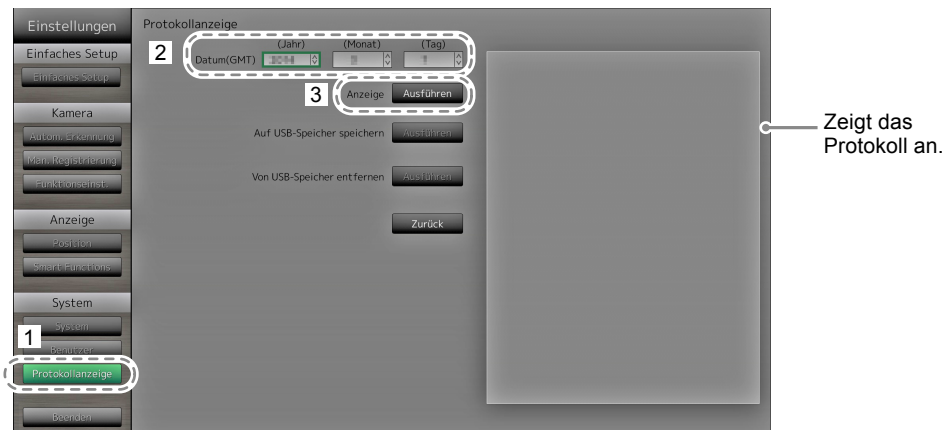 Einstellungen
Einfaches Setup
Einfaches Setup
Kamera
Autom. Erkennung
Man. Registrierung
Funktionseinst.
Anzeige
Position
Smart Functions
System
System
1
Benutzer
Protokollanzeige
Beenden
Protokollanzeige
2
(Jahr) (Monat) (Tag)
Datum(GMT)
3
Anzeige Ausführen
Auf USB-Speicher speichern Ausführen
Von USB-Speicher entfernen Ausführen
Zurück
Zeigt das
Protokoll an.